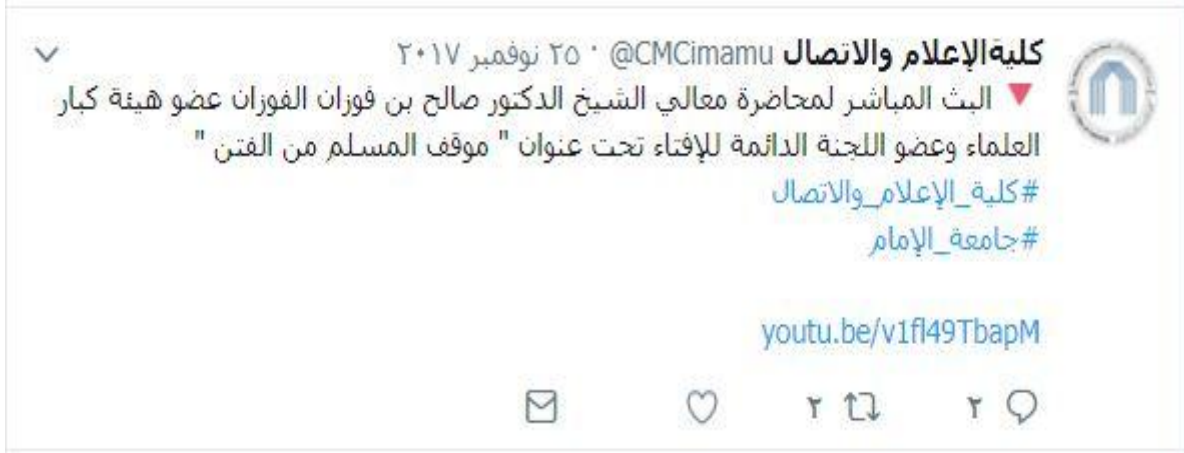 كليةالإعلام والاتصال @CMCimamu · ٢٥ نوفمبر ٢٠١٧
🔻 البث المباشر لمحاضرة معالي الشيخ الدكتور صالح بن فوزان الفوزان عضو هيئة كبار
العلماء وعضو اللجنة الدائمة للإفتاء تحت عنوان " موقف المسلم من الفتن "
#كلية_الإعلام_والاتصال
#جامعة_الإمام
youtu.be/v1fl49TbapM
٢ ٢